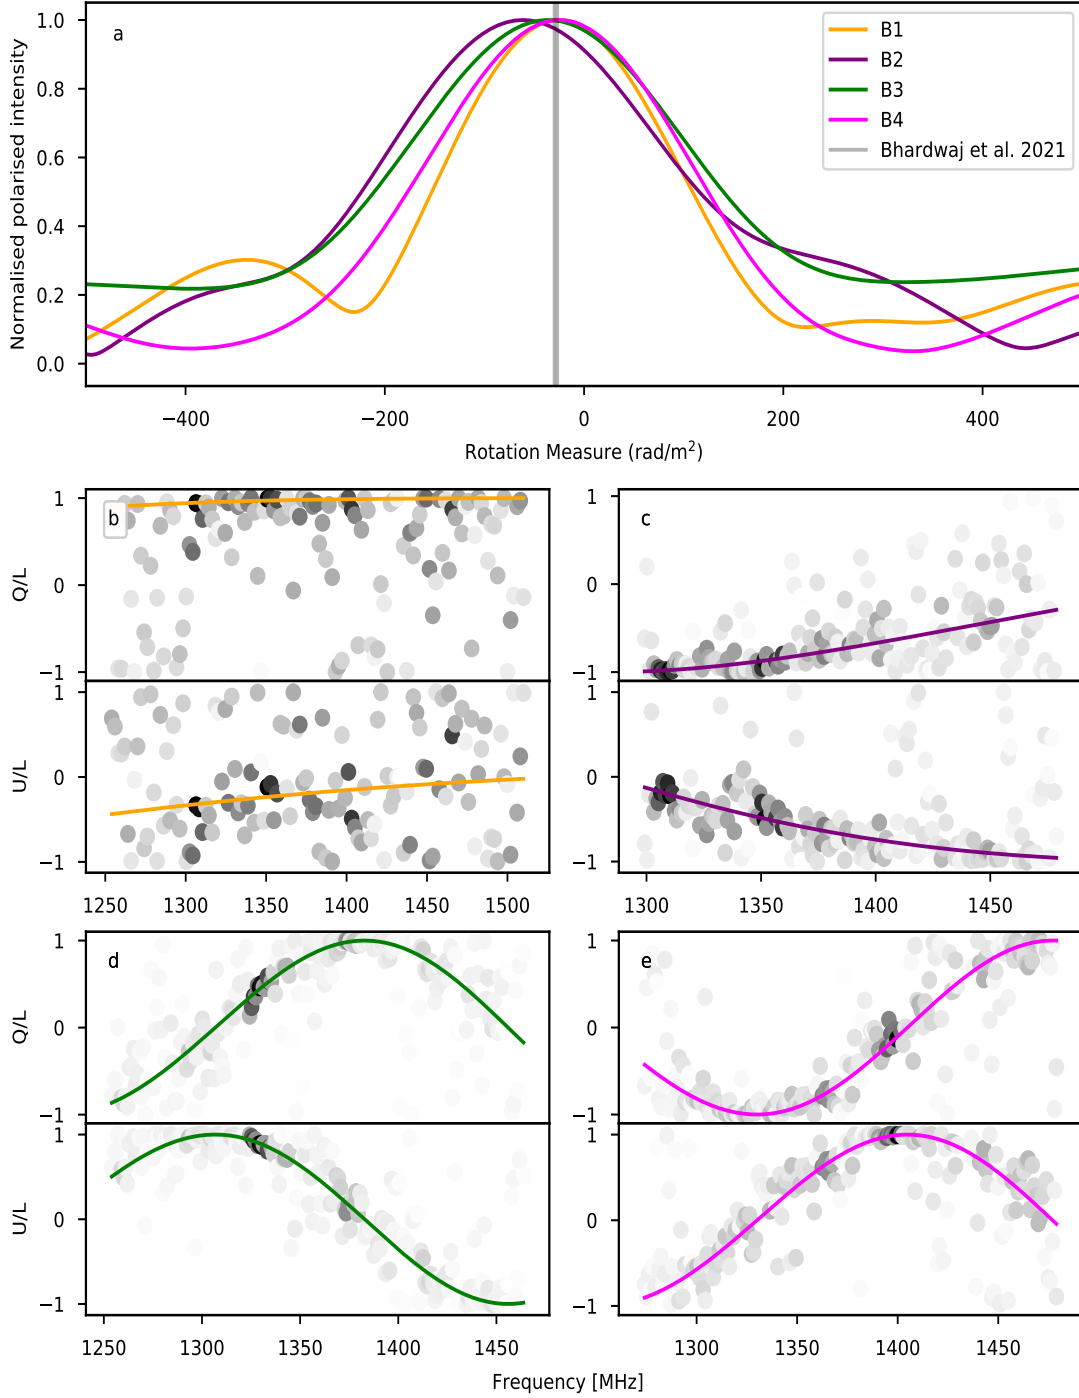 a
1.0
0.8
0.6
0.4
0.2
0.0
Normalised polarised intensity
B1
B2
B3
B4
Bhardwaj et al. 2021
−400 −200 0 200 400
Rotation Measure (rad/m²)
b
1
0
−1
Q/L
c
1
0
−1
1
0
−1
U/L
1
0
−1
1250 1300 1350 1400 1450 1500
1300 1350 1400 1450
d
1
0
−1
Q/L
e
1
0
−1
1
0
−1
U/L
1
0
−1
1250 1300 1350 1400 1450
1300 1350 1400 1450
Frequency [MHz]